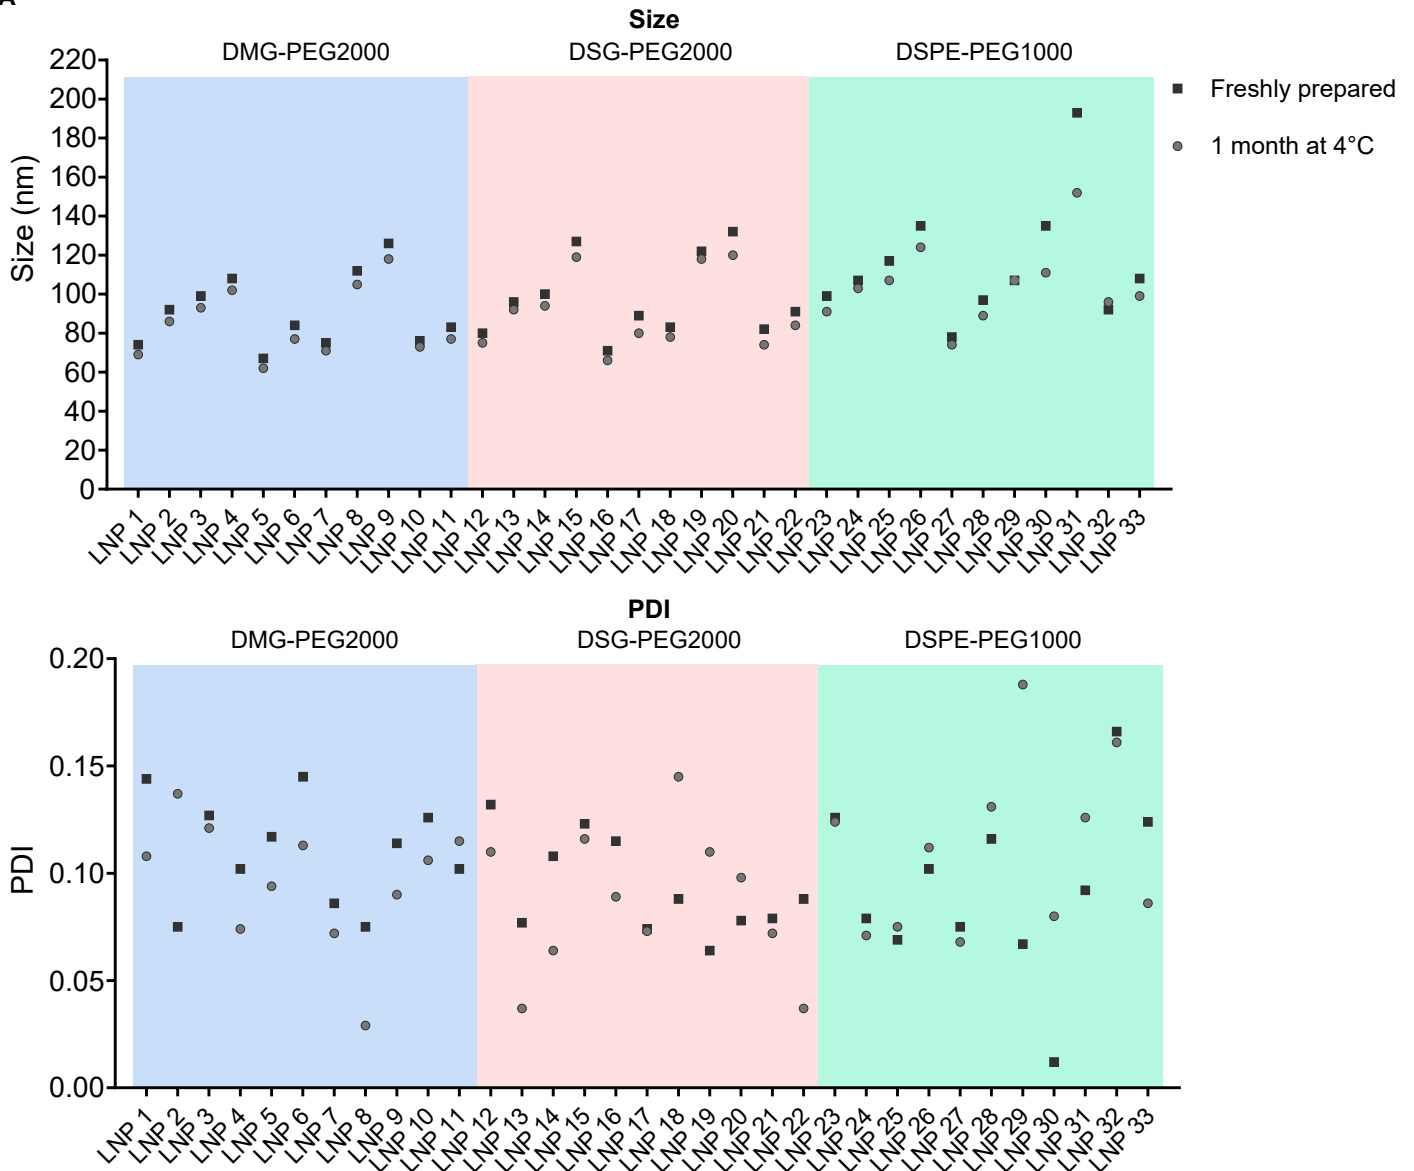 A
Size
DMG-PEG2000 DSG-PEG2000 DSPE-PEG1000
Size (nm)
220
200
180
160
140
120
100
80
60
40
20
0
Freshly prepared
1 month at 4°C
LNP 1
LNP 2
LNP 3
LNP 4
LNP 5
LNP 6
LNP 7
LNP 8
LNP 9
LNP 10
LNP 11
LNP 12
LNP 13
LNP 14
LNP 15
LNP 16
LNP 17
LNP 18
LNP 19
LNP 20
LNP 21
LNP 22
LNP 23
LNP 24
LNP 25
LNP 26
LNP 27
LNP 28
LNP 29
LNP 30
LNP 31
LNP 32
LNP 33
PDI
DMG-PEG2000 DSG-PEG2000 DSPE-PEG1000
PDI
0.20
0.15
0.10
0.05
0.00
LNP 1
LNP 2
LNP 3
LNP 4
LNP 5
LNP 6
LNP 7
LNP 8
LNP 9
LNP 10
LNP 11
LNP 12
LNP 13
LNP 14
LNP 15
LNP 16
LNP 17
LNP 18
LNP 19
LNP 20
LNP 21
LNP 22
LNP 23
LNP 24
LNP 25
LNP 26
LNP 27
LNP 28
LNP 29
LNP 30
LNP 31
LNP 32
LNP 33